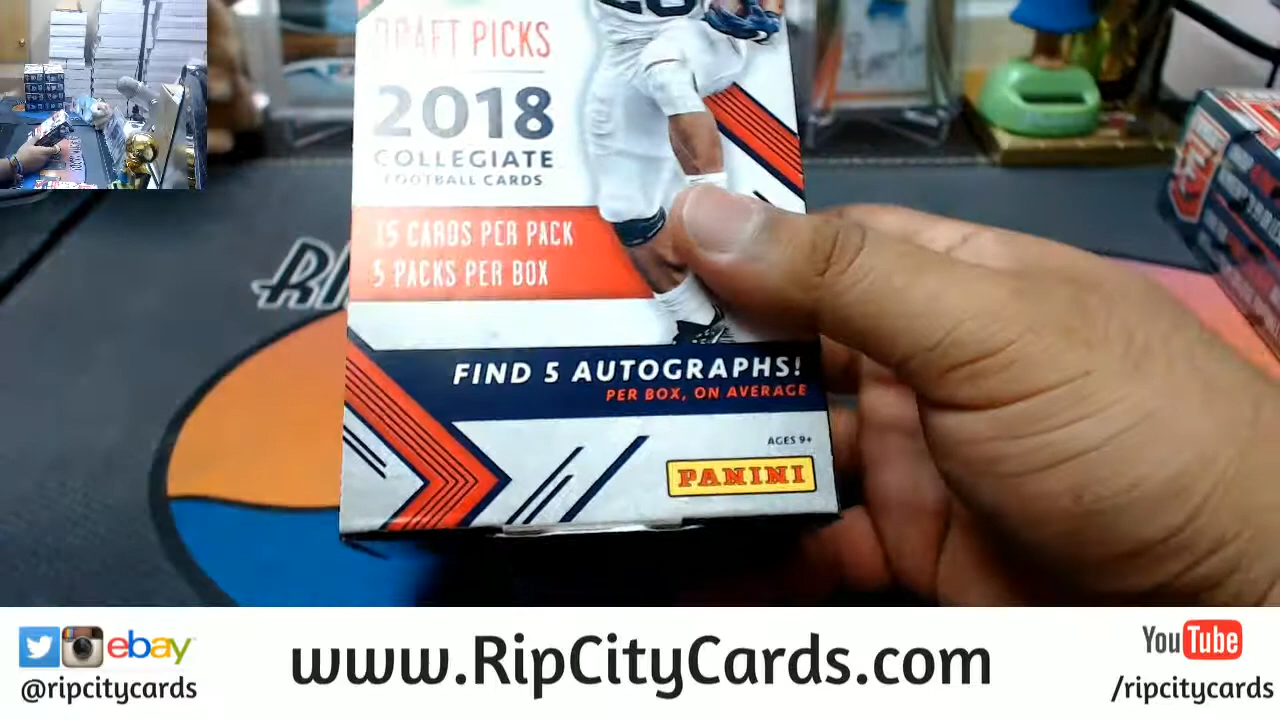 DRAFT PICKS
2018
COLLEGIATE
FOOTBALL CARDS
15 CARDS PER PACK
5 PACKS PER BOX
FIND 5 AUTOGRAPHS!
PER BOX, ON AVERAGE
AGES 9+
PANINI
ebay
@ripcitycards
www.RipCityCards.com
YouTube
/ripcitycards